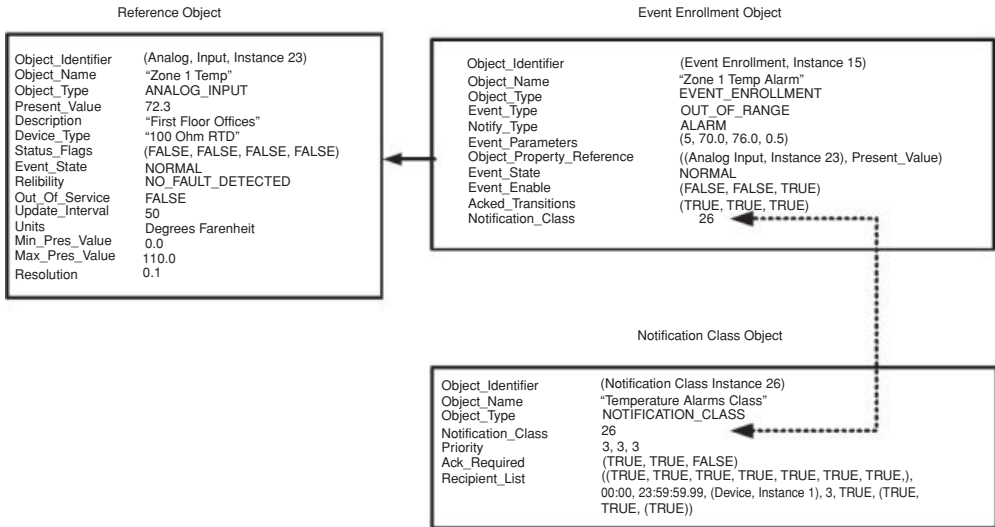 Reference Object
Object_Identifier (Analog, Input, Instance 23)
Object_Name “Zone 1 Temp”
Object_Type ANALOG_INPUT
Present_Value 72.3
Description “First Floor Offices”
Device_Type “100 Ohm RTD”
Status_Flags (FALSE, FALSE, FALSE, FALSE)
Event_State NORMAL
Relibility NO_FAULT_DETECTED
Out_Of_Service FALSE
Update_Interval 50
Units Degrees Farenheit
Min_Pres_Value 0.0
Max_Pres_Value 110.0
Resolution 0.1
Event Enrollment Object
Object_Identifier (Event Enrollment, Instance 15)
Object_Name “Zone 1 Temp Alarm”
Object_Type EVENT_ENROLLMENT
Event_Type OUT_OF_RANGE
Notify_Type ALARM
Event_Parameters (5, 70.0, 76.0, 0.5)
Object_Property_Reference ((Analog Input, Instance 23), Present_Value)
Event_State NORMAL
Event_Enable (FALSE, FALSE, TRUE)
Acked_Transitions (TRUE, TRUE, TRUE)
Notification_Class 26
Notification Class Object
Object_Identifier (Notification Class Instance 26)
Object_Name “Temperature Alarms Class”
Object_Type NOTIFICATION_CLASS
Notification_Class 26
Priority 3, 3, 3
Ack_Required (TRUE, TRUE, FALSE)
Recipient_List ((TRUE, TRUE, TRUE, TRUE, TRUE, TRUE, TRUE,),
00:00, 23:59:59.99, (Device, Instance 1), 3, TRUE, (TRUE,
TRUE, (TRUE))